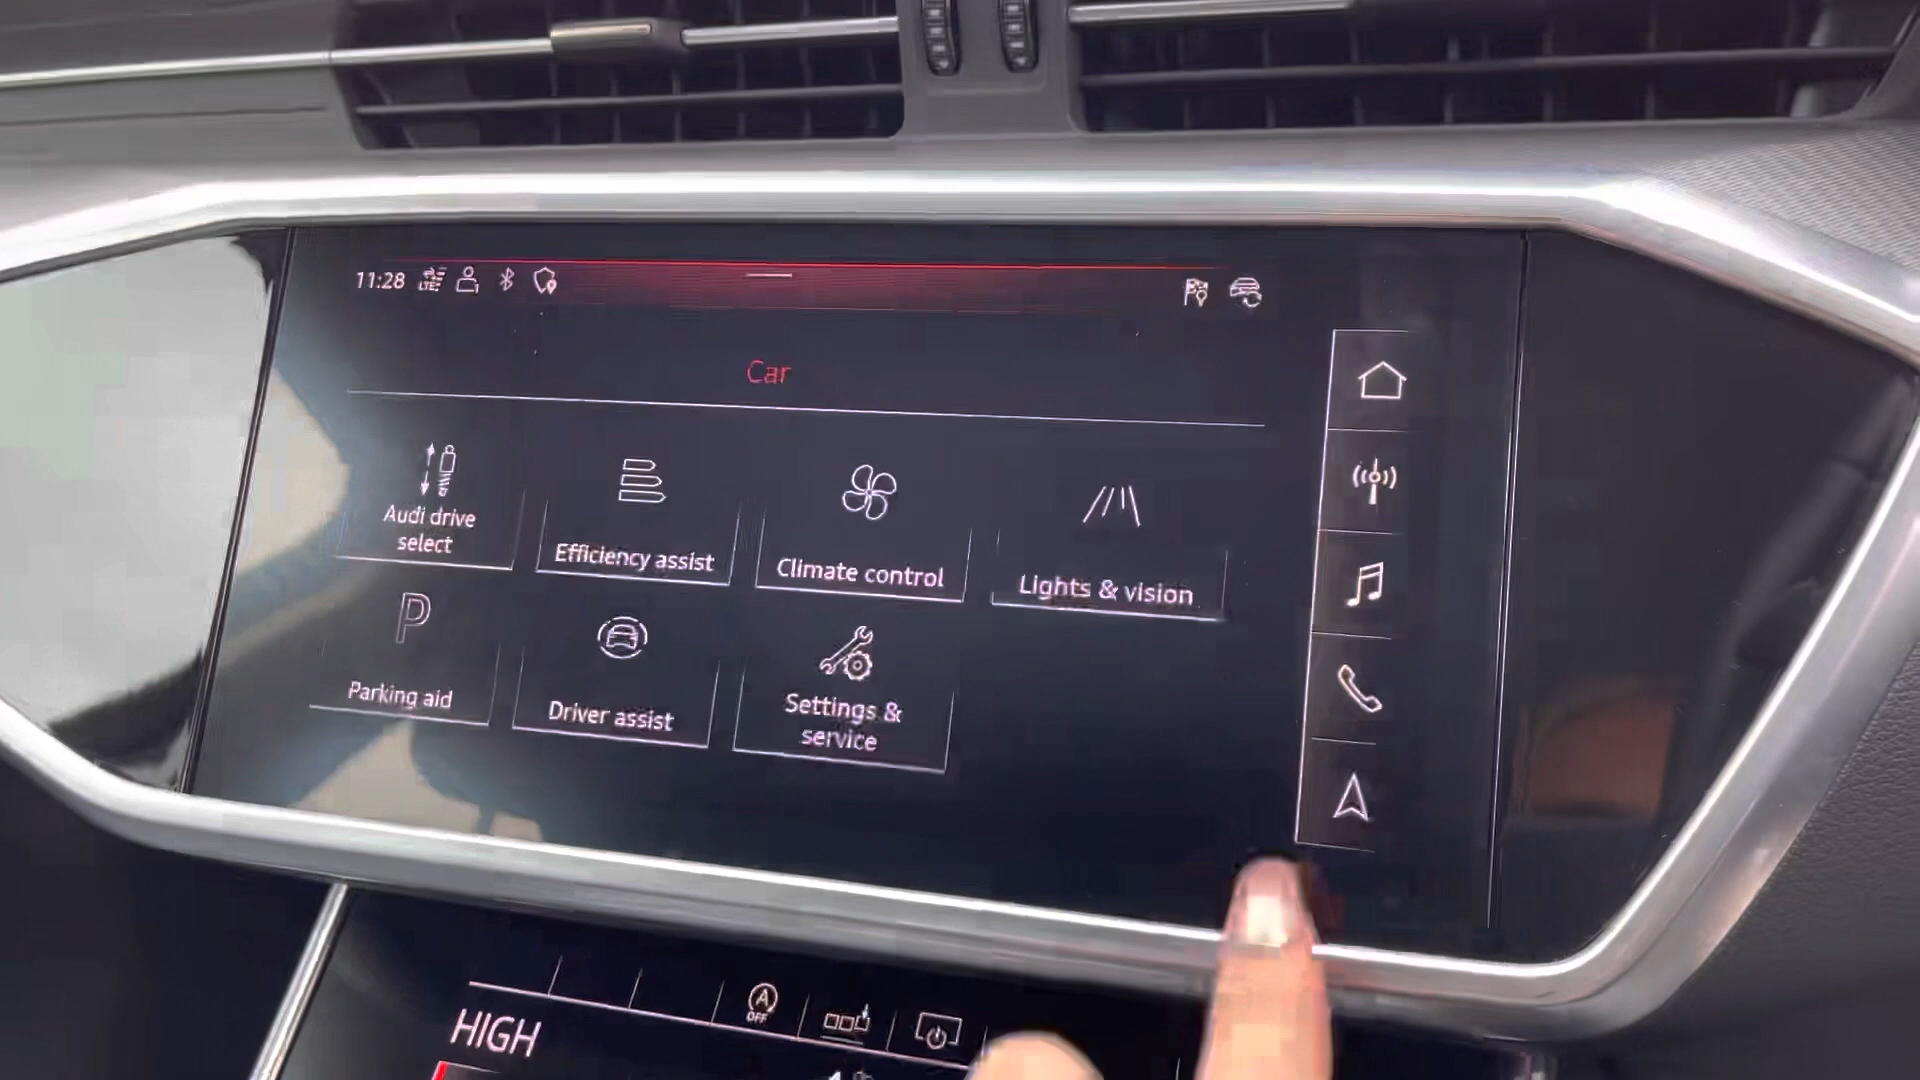 11:28 LTE
Car
Audi drive
select
Efficiency assist
Climate control
Lights & vision
P
Parking aid
Driver assist
Settings &
service
A
OFF
HIGH